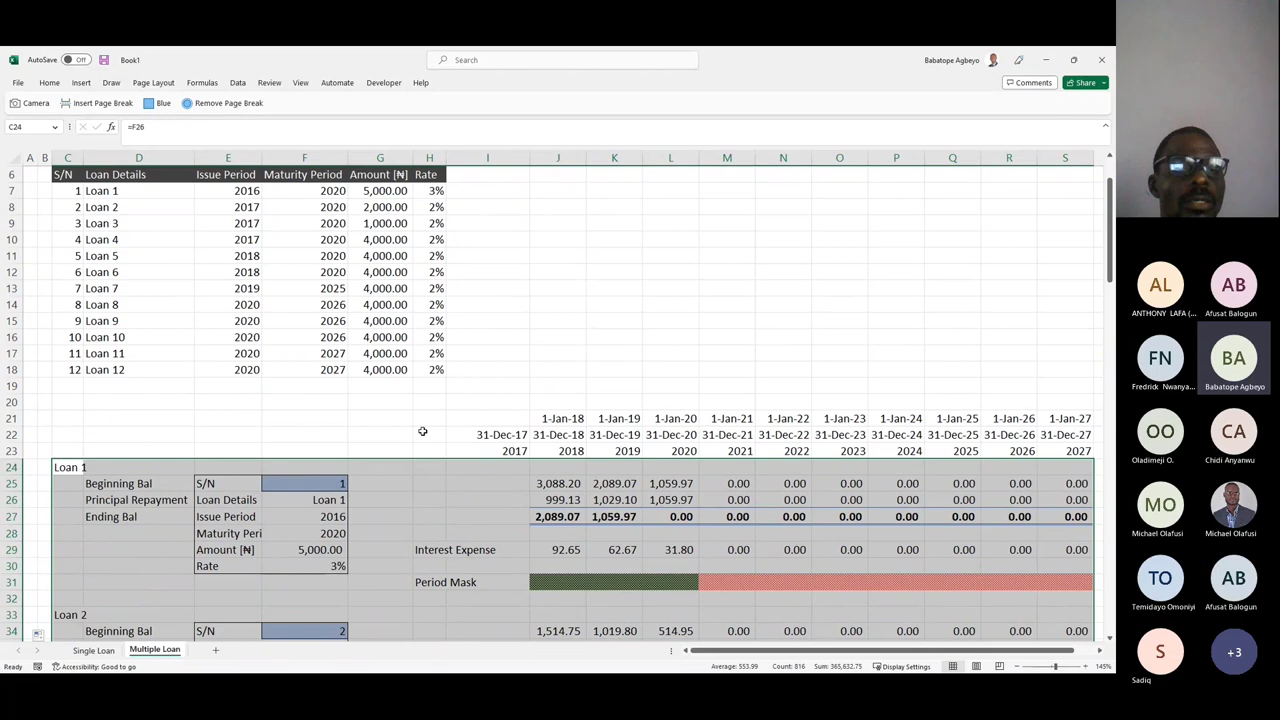 AutoSave Off Book1 Search Babatope Agbeyo
File Home Insert Draw Page Layout Formulas Data Review View Automate Developer Help Comments Share
Camera Insert Page Break Blue Remove Page Break
C24 fx =F26
A B C D E F G H I J K L M N O P Q R S
6 S/N Loan Details Issue Period Maturity Period Amount [₦] Rate
7 1 Loan 1 2016 2020 5,000.00 3%
8 2 Loan 2 2017 2020 2,000.00 2%
9 3 Loan 3 2017 2020 1,000.00 2%
10 4 Loan 4 2017 2020 4,000.00 2%
11 5 Loan 5 2018 2020 4,000.00 2%
12 6 Loan 6 2018 2020 4,000.00 2%
13 7 Loan 7 2019 2025 4,000.00 2%
14 8 Loan 8 2020 2026 4,000.00 2%
15 9 Loan 9 2020 2026 4,000.00 2%
16 10 Loan 10 2020 2026 4,000.00 2%
17 11 Loan 11 2020 2027 4,000.00 2%
18 12 Loan 12 2020 2027 4,000.00 2%
19
20
21 1-Jan-18 1-Jan-19 1-Jan-20 1-Jan-21 1-Jan-22 1-Jan-23 1-Jan-24 1-Jan-25 1-Jan-26 1-Jan-27
22 31-Dec-17 31-Dec-18 31-Dec-19 31-Dec-20 31-Dec-21 31-Dec-22 31-Dec-23 31-Dec-24 31-Dec-25 31-Dec-26 31-Dec-27
23 2017 2018 2019 2020 2021 2022 2023 2024 2025 2026 2027
24 Loan 1
25 Beginning Bal S/N 1 3,088.20 2,089.07 1,059.97 0.00 0.00 0.00 0.00 0.00 0.00 0.00
26 Principal Repayment Loan Details Loan 1 999.13 1,029.10 1,059.97 0.00 0.00 0.00 0.00 0.00 0.00 0.00
27 Ending Bal Issue Period 2016 2,089.07 1,059.97 0.00 0.00 0.00 0.00 0.00 0.00 0.00 0.00
28 Maturity Peri 2020
29 Amount [₦] 5,000.00 Interest Expense 92.65 62.67 31.80 0.00 0.00 0.00 0.00 0.00 0.00 0.00
30 Rate 3%
31 Period Mask
32
33 Loan 2
34 Beginning Bal S/N 2 1,514.75 1,019.80 514.95 0.00 0.00 0.00 0.00 0.00 0.00 0.00
Single Loan Multiple Loan
Ready Accessibility: Good to go Average: 553.99 Count: 816 Sum: 365,632.75 Display Settings 145%
AL AB
ANTHONY LAFA (... Afusat Balogun
FN BA
Fredrick Nwanya... Babatope Agbeyo
OO CA
Oladimeji O. Chidi Anyanwu
MO
Michael Olafusi Michael Olafusi
TO AB
Temidayo Omoniyi Afusat Balogun
S +3
Sadiq